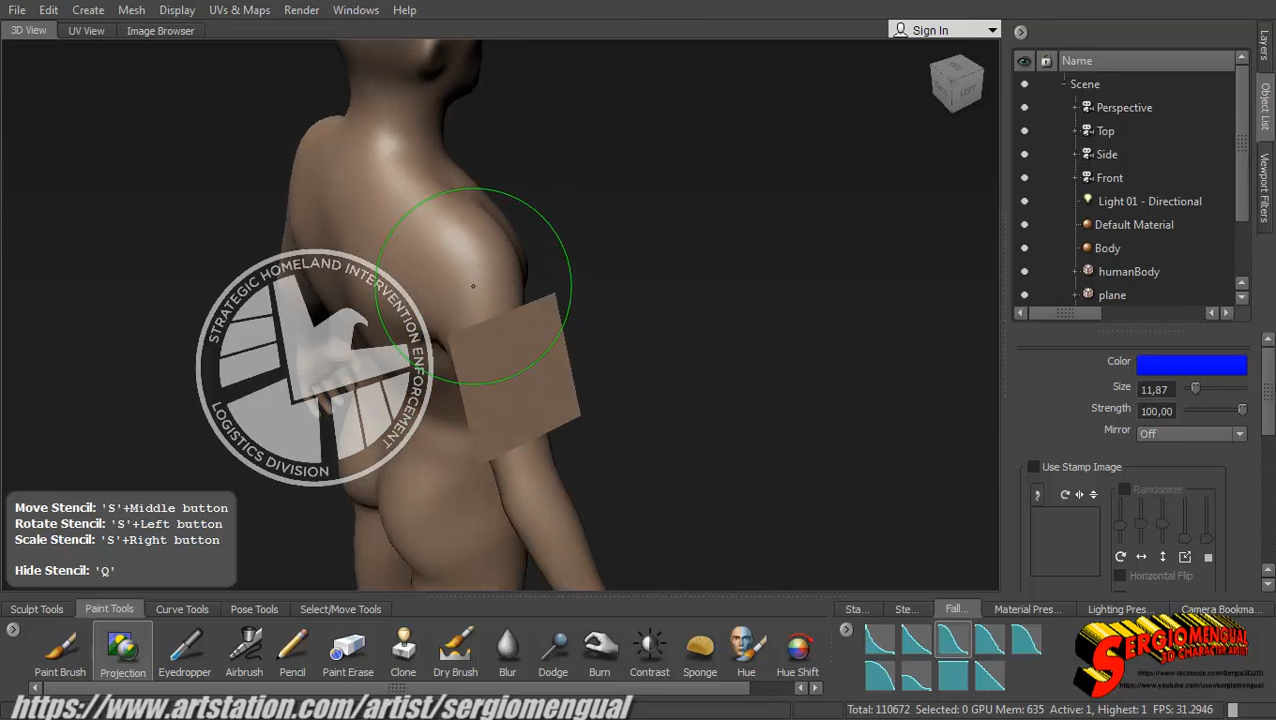 File Edit Create Mesh Display UVs & Maps Render Windows Help
3D View UV View Image Browser Sign In
Name
Scene
Perspective
Top
Side
Front
Light 01 - Directional
Default Material
Body
humanBody
plane
Layers
Object List
Viewport Filters
LEFT
STRATEGIC HOMELAND INTERVENTION ENFORCEMENT
LOGISTICS DIVISION
Color
Size 11,87
Strength 100,00
Mirror Off
Use Stamp Image
Randomize
Horizontal Flip
Move Stencil: 'S'+Middle button
Rotate Stencil: 'S'+Left button
Scale Stencil: 'S'+Right button
Hide Stencil: 'Q'
Sculpt Tools Paint Tools Curve Tools Pose Tools Select/Move Tools
Sta... Ste... Fall... Material Pres... Lighting Pres... Camera Bookma...
Paint Brush Projection Eyedropper Airbrush Pencil Paint Erase Clone Dry Brush Blur Dodge Burn Contrast Sponge Hue Hue Shift
SERGIOMENGUAL
3D CHARACTER ARTIST
https://www.artstation.com/artist/sergiomengual
Total: 110672 Selected: 0 GPU Mem: 635 Active: 1, Highest: 1 FPS: 31.2946